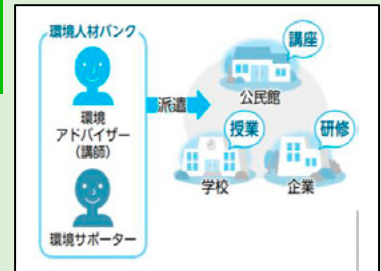 環境人材バンク
環境
アドバイザー
(講師)
環境サポーター
派遣
講座
公民館
授業
学校
研修
企業